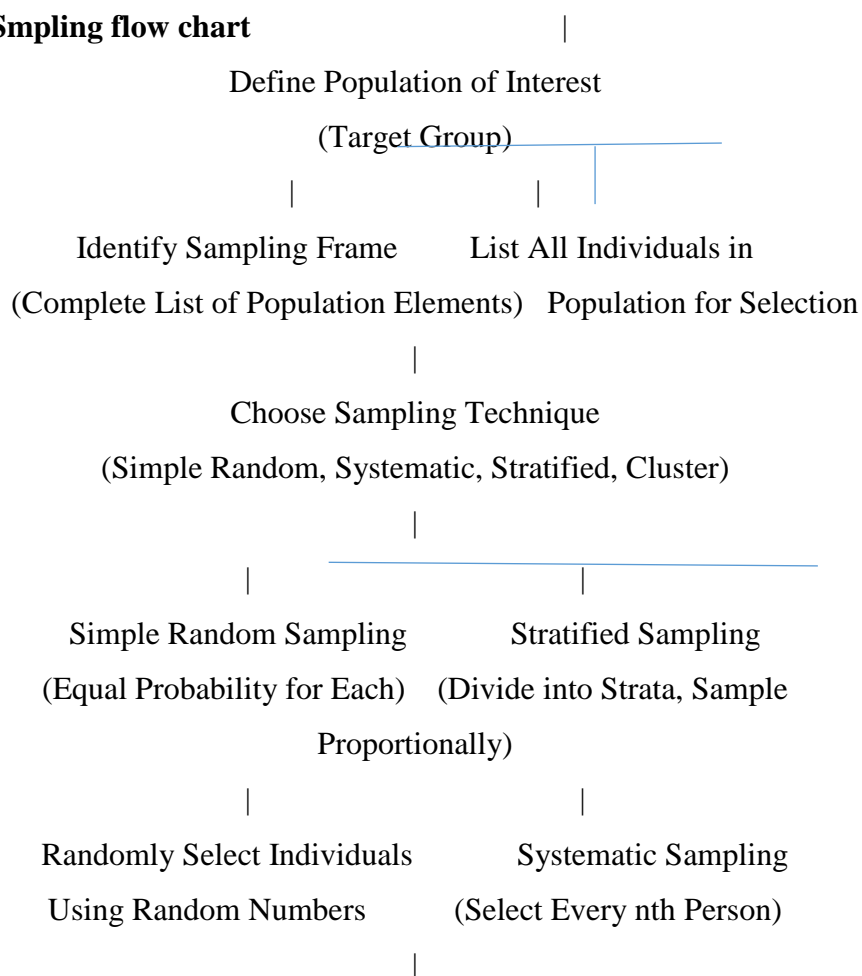 Smpling flow chart |
Define Population of Interest
(Target Group)
| |
Identify Sampling Frame List All Individuals in
(Complete List of Population Elements) Population for Selection
|
Choose Sampling Technique
(Simple Random, Systematic, Stratified, Cluster)
|
| |
Simple Random Sampling Stratified Sampling
(Equal Probability for Each) (Divide into Strata, Sample
Proportionally)
| |
Randomly Select Individuals Systematic Sampling
Using Random Numbers (Select Every nth Person)
|